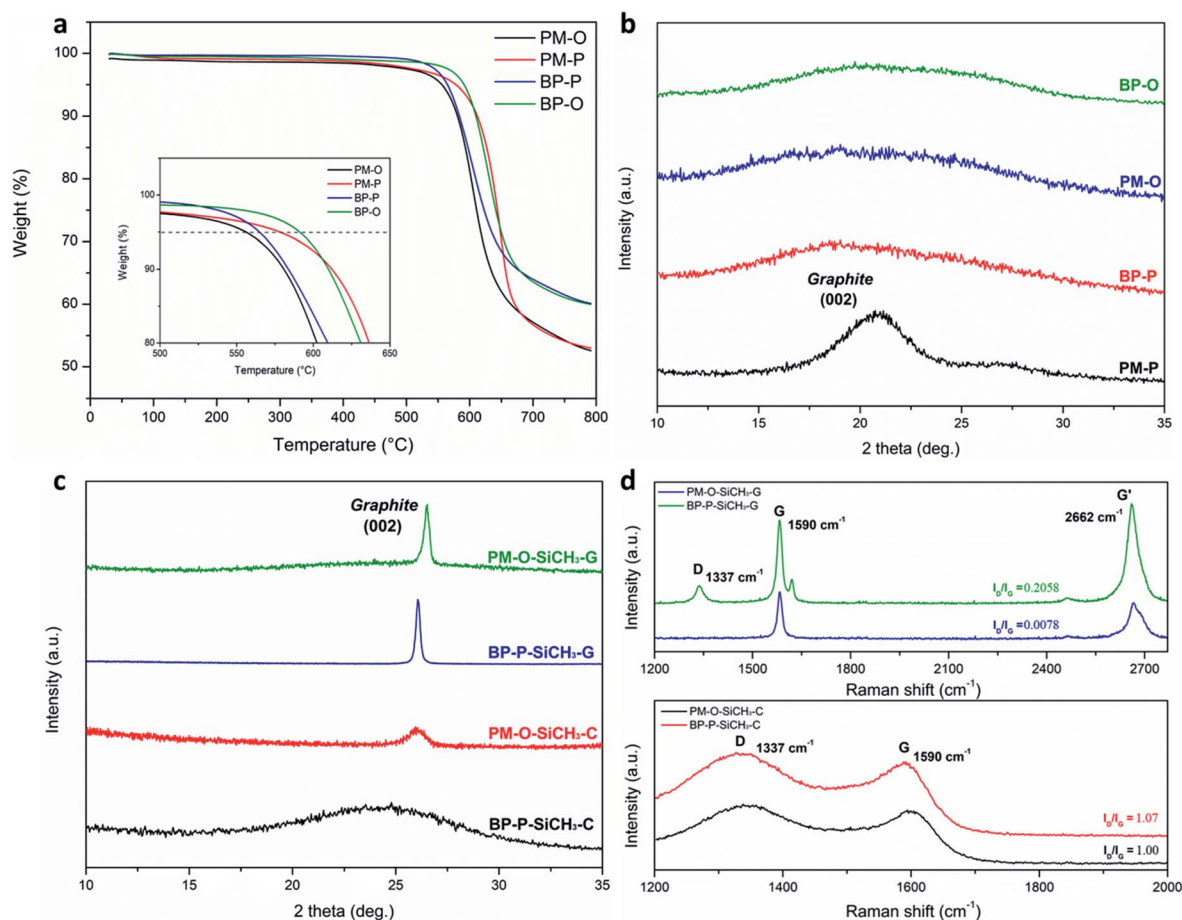 a
PM-O
PM-P
BP-P
BP-O
100
90
80
70
60
50
Weight (%)
0 100 200 300 400 500 600 700 800
Temperature (°C)
PM-O
PM-P
BP-P
BP-O
100
90
80
Weight (%)
500 550 600 650
Temperature (°C)
b
BP-O
PM-O
BP-P
Graphite
(002)
PM-P
Intensity (a.u.)
10 15 20 25 30 35
2 theta (deg.)
c
Graphite
(002)
PM-O-SiCH₃-G
BP-P-SiCH₃-G
PM-O-SiCH₃-C
BP-P-SiCH₃-C
Intensity (a.u.)
10 15 20 25 30 35
2 theta (deg.)
d
PM-O-SiCH₃-G
BP-P-SiCH₃-G
G
1590 cm⁻¹
G'
2662 cm⁻¹
D
1337 cm⁻¹
I_D/I_G =0.2058
I_D/I_G =0.0078
Intensity (a.u.)
1200 1500 1800 2100 2400 2700
Raman shift (cm⁻¹)
PM-O-SiCH₃-C
BP-P-SiCH₃-C
D
1337 cm⁻¹
G
1590 cm⁻¹
I_D/I_G = 1.07
I_D/I_G = 1.00
Intensity (a.u.)
1200 1400 1600 1800 2000
Raman shift (cm⁻¹)